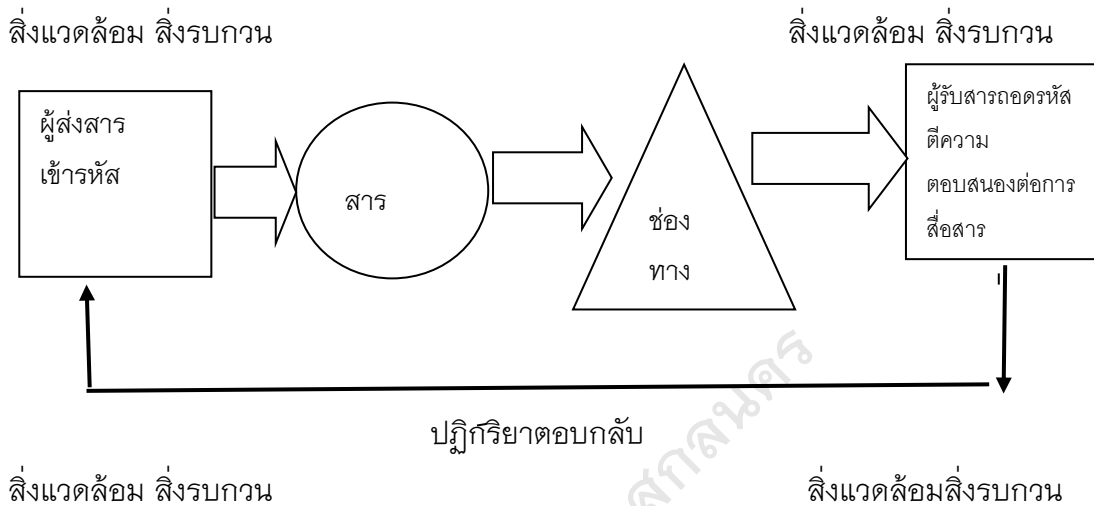 สิ่งแวดล้อม สิ่งรบกวน
สิ่งแวดล้อม สิ่งรบกวน
ผู้ส่งสาร
เข้ารหัส
สาร
ช่อง
ทาง
ผู้รับสารถอดรหัส
ตีความ
ตอบสนองต่อการ
สื่อสาร
ปฏิกริยาตอบกลับ
สิ่งแวดล้อม สิ่งรบกวน
สิ่งแวดล้อมสิ่งรบกวน